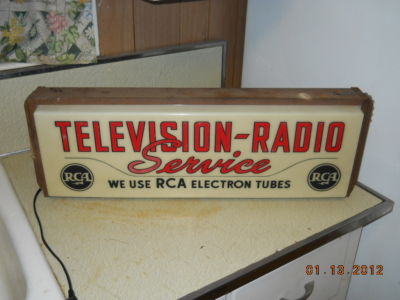 TELEVISION-RADIO
Service
RCA WE USE RCA ELECTRON TUBES RCA
01.13.2012